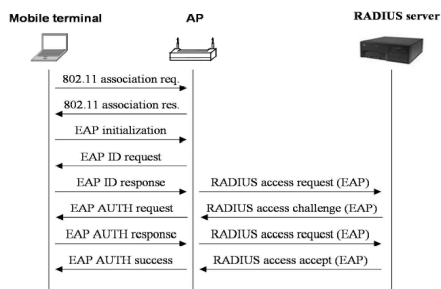 Mobile terminal AP RADIUS server
802.11 association req.
802.11 association res.
EAP initialization
EAP ID request
EAP ID response RADIUS access request (EAP)
EAP AUTH request RADIUS access challenge (EAP)
EAP AUTH response RADIUS access request (EAP)
EAP AUTH success RADIUS access accept (EAP)